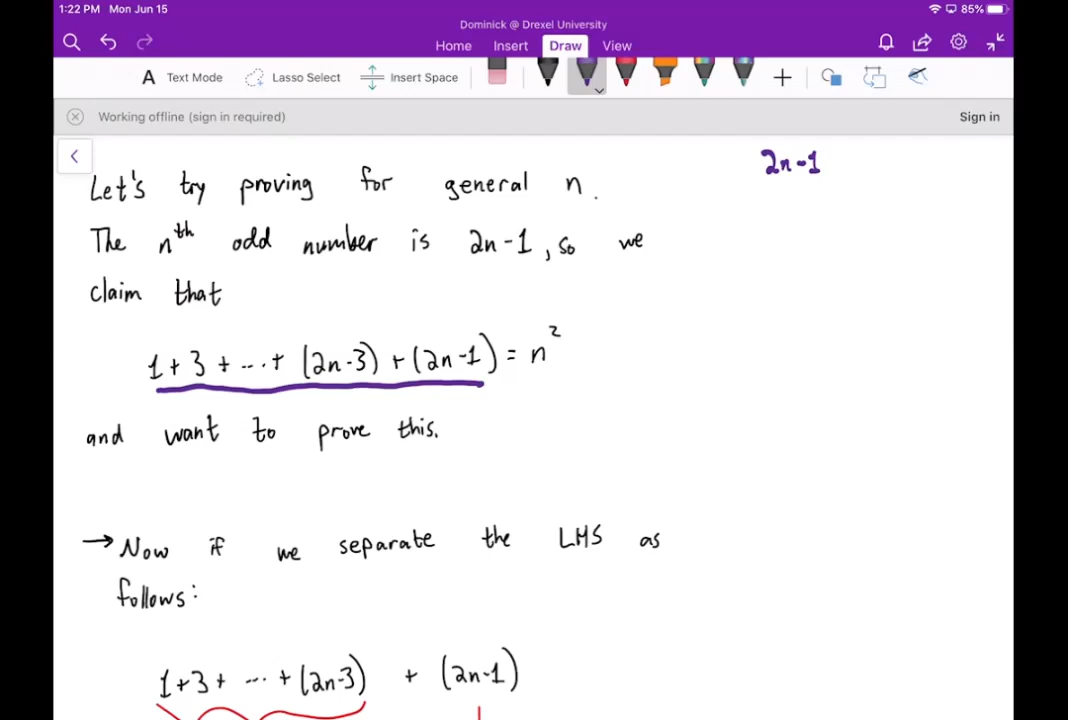 1:22 PM Mon Jun 15
85%
Dominick @ Drexel University
Home Insert Draw View
Text Mode Lasso Select Insert Space
Working offline (sign in required) Sign in
2n-1
Let's try proving for general n.
The nth odd number is 2n-1, so we
claim that
1+3+...+(2n-3)+(2n-1)=n²
and want to prove this.
→Now if we separate the LHS as
follows:
1+3+...+(2n-3) + (2n-1)